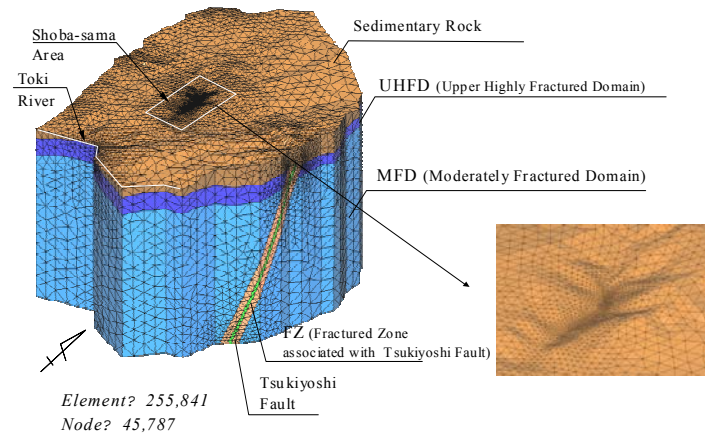 Shoba-sama
Area
Toki
River
Sedimentary Rock
UHFD (Upper Highly Fractured Domain)
MFD (Moderately Fractured Domain)
FZ (Fractured Zone
associated with Tsukiyoshi Fault)
Tsukiyoshi
Fault
Element? 255,841
Node? 45,787